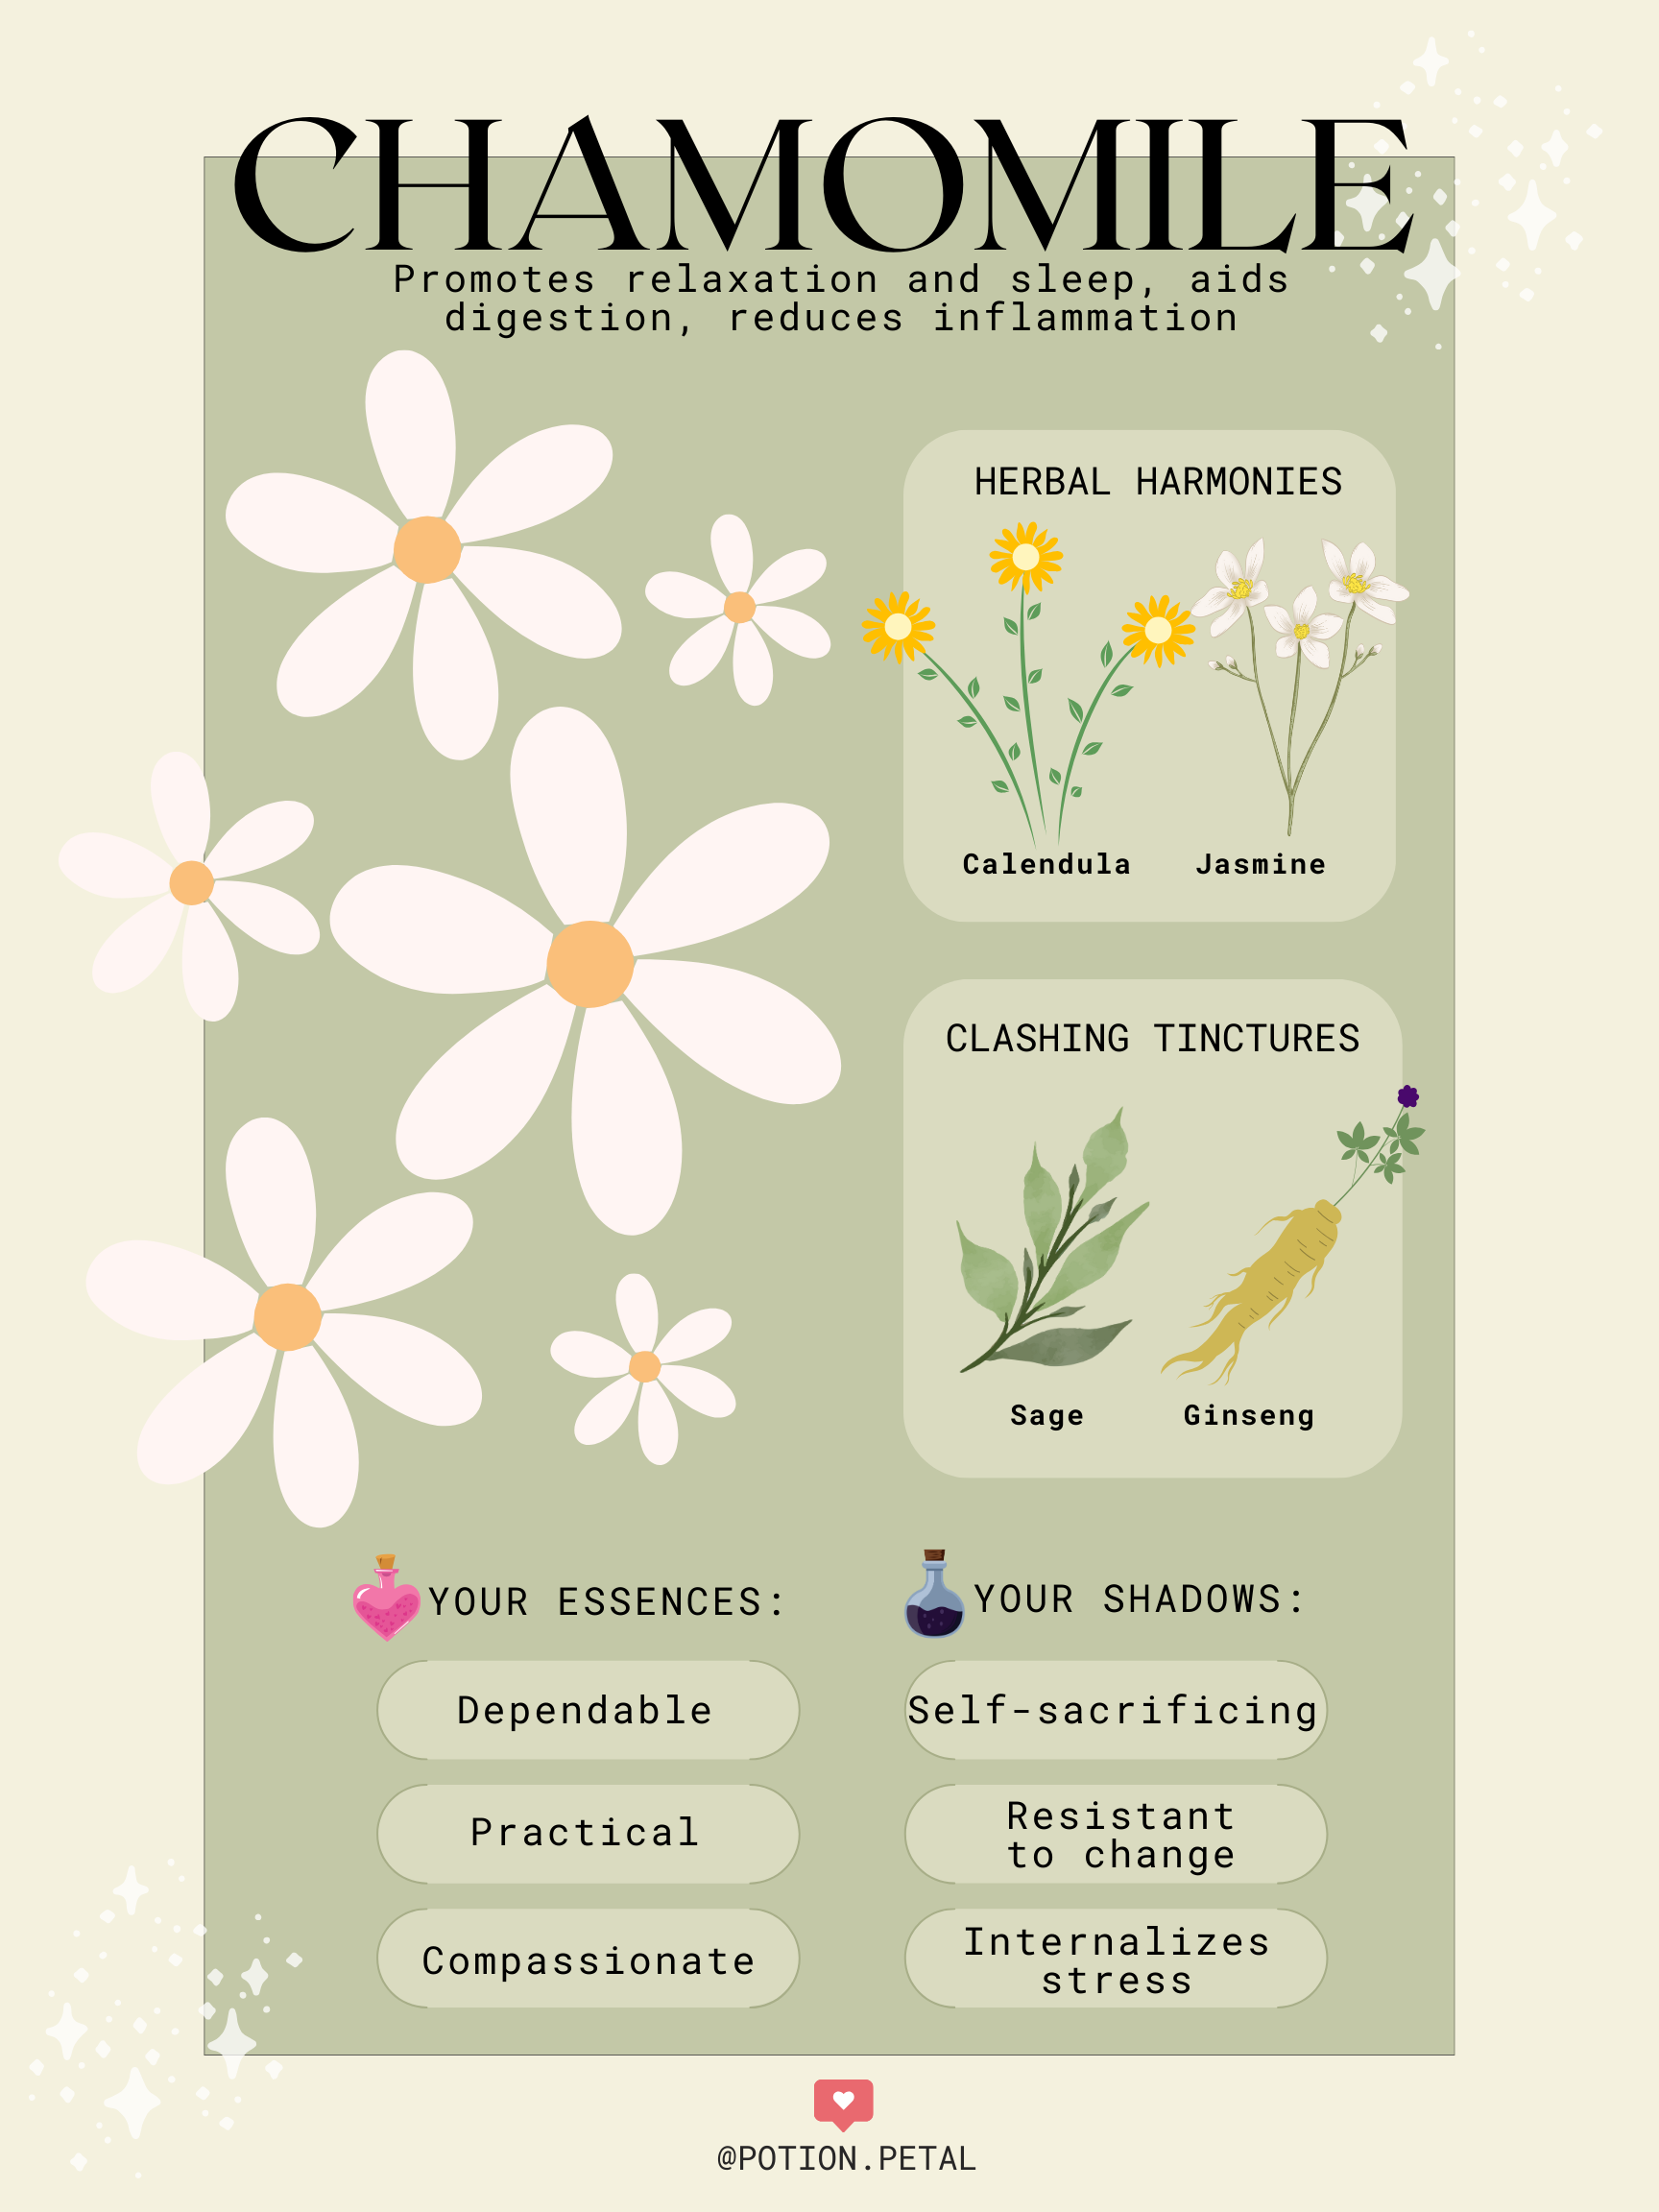 CHAMOMILE
Promotes relaxation and sleep, aids
digestion, reduces inflammation
HERBAL HARMONIES
Calendula
Jasmine
CLASHING TINCTURES
Sage
Ginseng
YOUR ESSENCES:
Dependable
Practical
Compassionate
YOUR SHADOWS:
Self-sacrificing
Resistant
to change
Internalizes
stress
@POTION.PETAL